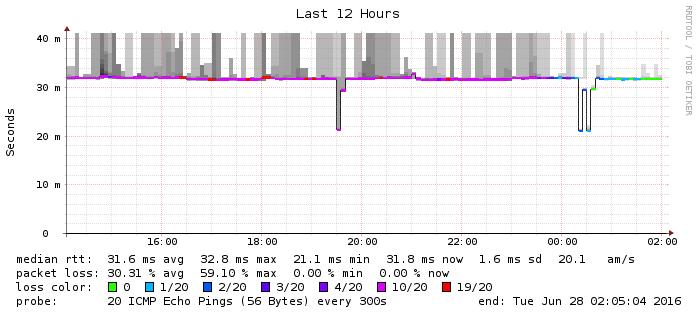 Last 12 Hours
RRDTOOL / TOBI OETIKER
Seconds
40 m
30 m
20 m
10 m
0
16:00 18:00 20:00 22:00 00:00 02:00
median rtt: 31.6 ms avg 32.8 ms max 21.1 ms min 31.8 ms now 1.6 ms sd 20.1 am/s
packet loss: 30.31 % avg 59.10 % max 0.00 % min 0.00 % now
loss color: 0 1/20 2/20 3/20 4/20 10/20 19/20
probe: 20 ICMP Echo Pings (56 Bytes) every 300s end: Tue Jun 28 02:05:04 2016